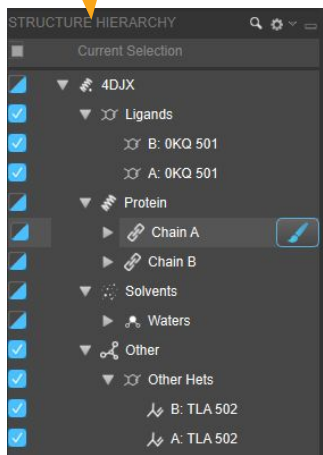 STRUCTURE HIERARCHY
Current Selection
4DJX
Ligands
B: 0KQ 501
A: 0KQ 501
Protein
Chain A
Chain B
Solvents
Waters
Other
Other Hets
B: TLA 502
A: TLA 502